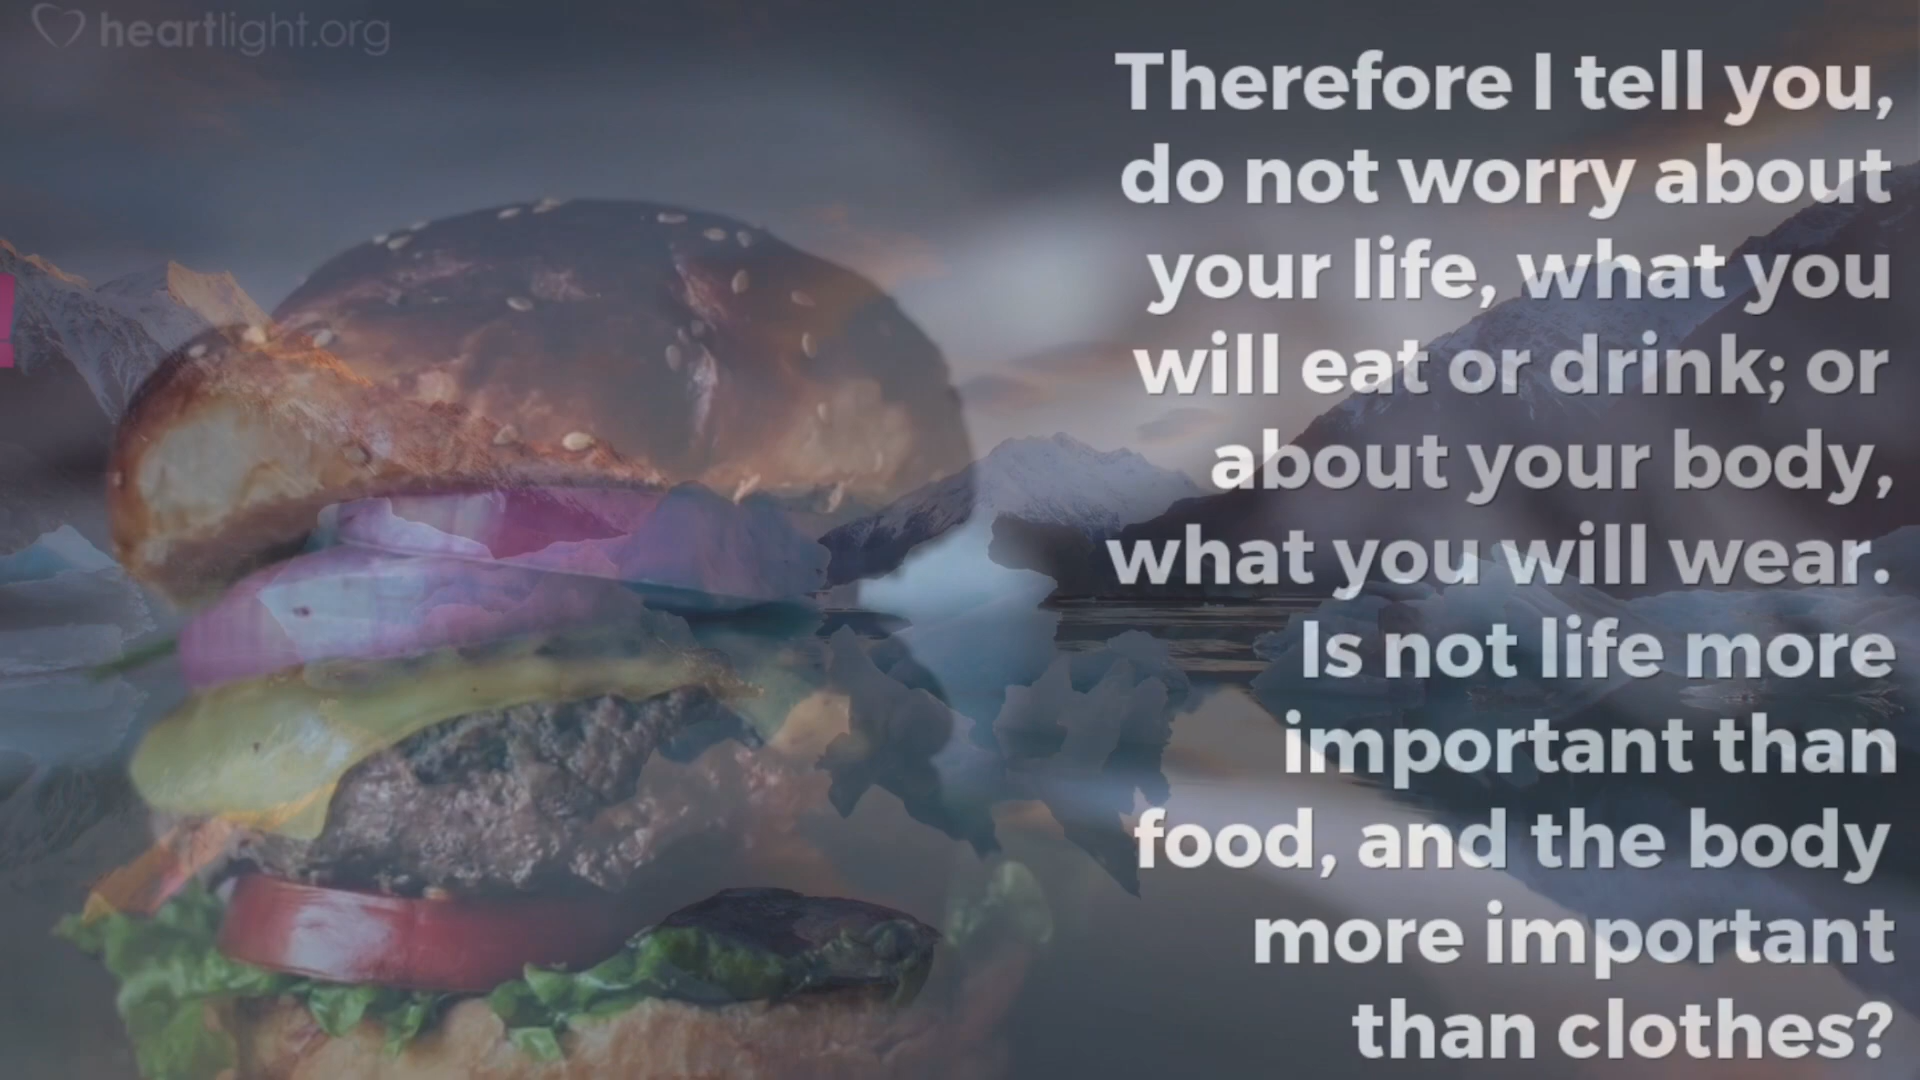 heartlight.org
Therefore I tell you,
do not worry about
your life, what you
will eat or drink; or
about your body,
what you will wear.
Is not life more
important than
food, and the body
more important
than clothes?